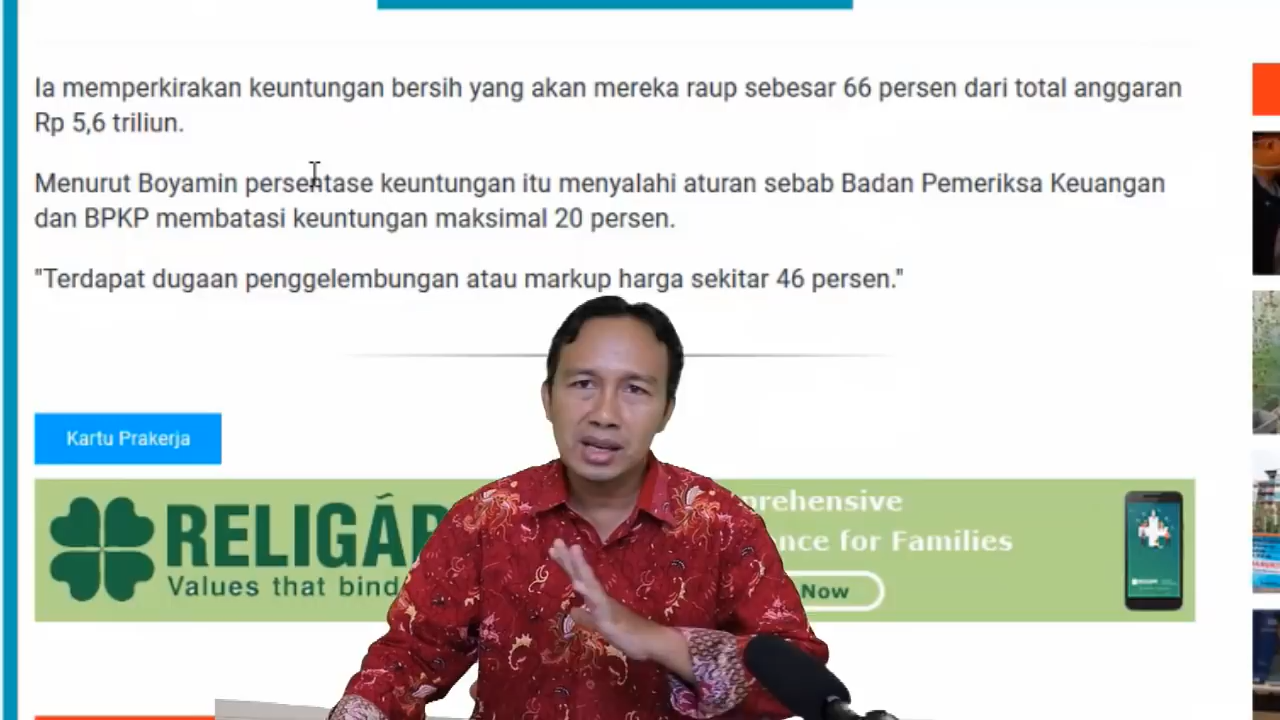 Ia memperkirakan keuntungan bersih yang akan mereka raup sebesar 66 persen dari total anggaran
Rp 5,6 triliun.
Menurut Boyamin persentase keuntungan itu menyalahi aturan sebab Badan Pemeriksa Keuangan
dan BPKP membatasi keuntungan maksimal 20 persen.
"Terdapat dugaan penggelembungan atau markup harga sekitar 46 persen."
Kartu Prakerja
RELIGÁR
Values that bind
prehensive
nce for Families
Now